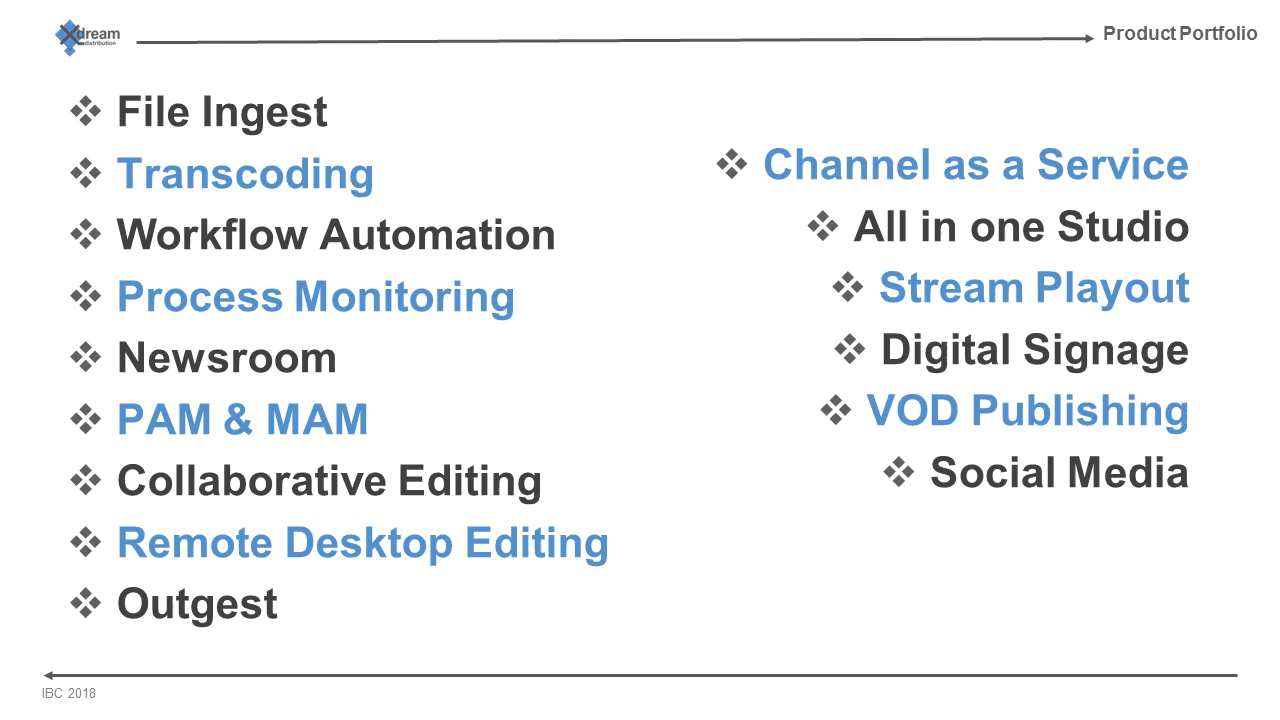 Xdream
distribution
Product Portfolio
❖ File Ingest
❖ Transcoding
❖ Workflow Automation
❖ Process Monitoring
❖ Newsroom
❖ PAM & MAM
❖ Collaborative Editing
❖ Remote Desktop Editing
❖ Outgest
❖ Channel as a Service
❖ All in one Studio
❖ Stream Playout
❖ Digital Signage
❖ VOD Publishing
❖ Social Media
IBC 2018